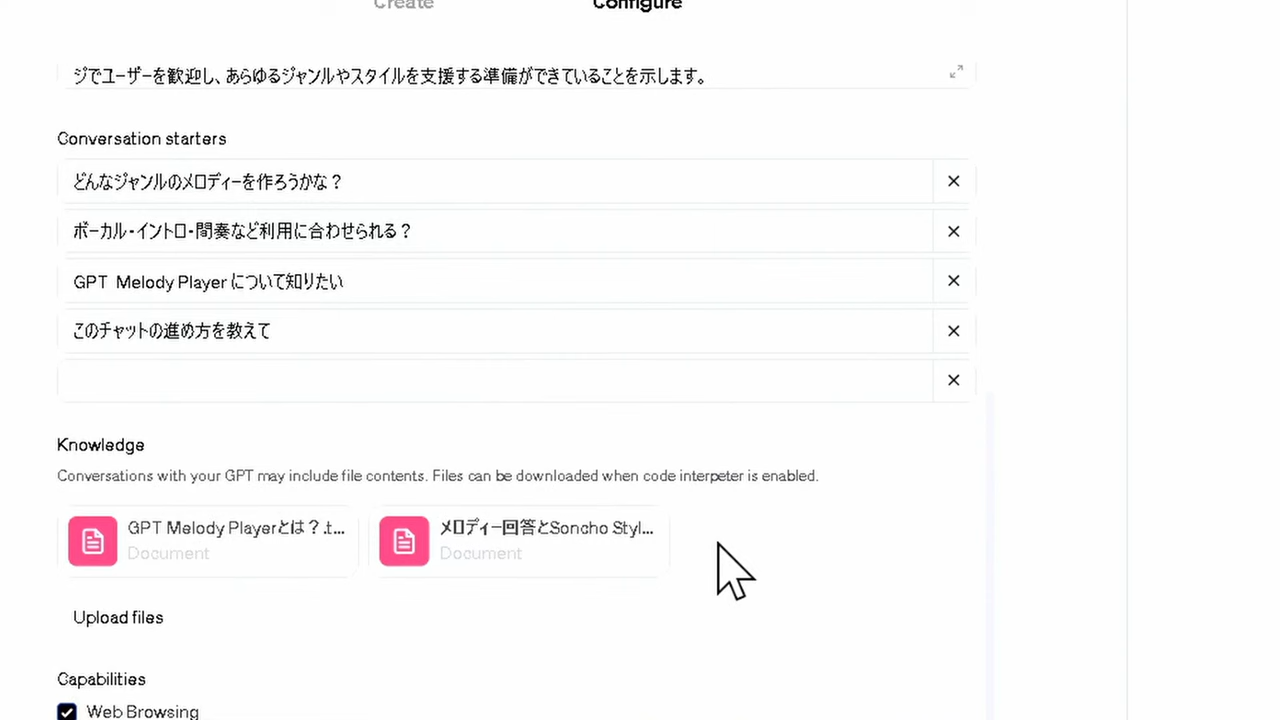 Create
Configure
ジでユーザーを歓迎し、あらゆるジャンルやスタイルを支援する準備ができていることを示します。
Conversation starters
どんなジャンルのメロディーを作ろうかな？
ボーカル・イントロ・間奏など利用に合わせられる？
GPT Melody Player について知りたい
このチャットの進め方を教えて
Knowledge
Conversations with your GPT may include file contents. Files can be downloaded when code interpeter is enabled.
GPT Melody Playerとは？.t...
Document
メロディー回答とSoncho Styl...
Document
Upload files
Capabilities
Web Browsing